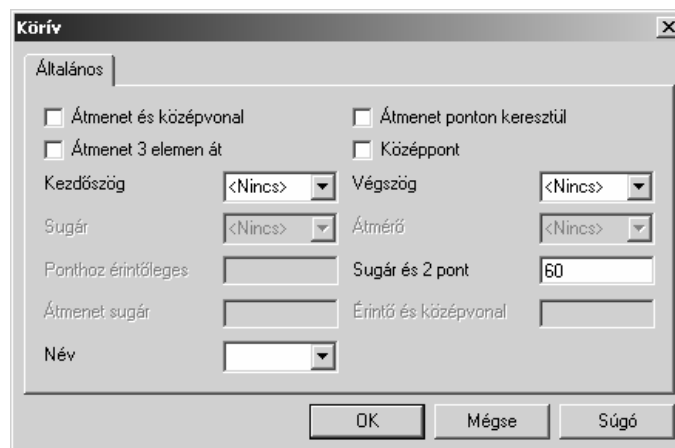 Körív
Általános
Átmenet és középvonal Átmenet ponton keresztül
Átmenet 3 elemen át Középpont
Kezdőszög <Nincs> Végszög <Nincs>
Sugár <Nincs> Átmérő <Nincs>
Ponthoz érintőleges Sugár és 2 pont 60
Átmenet sugár Érintő és középvonal
Név
OK Mégse Súgó